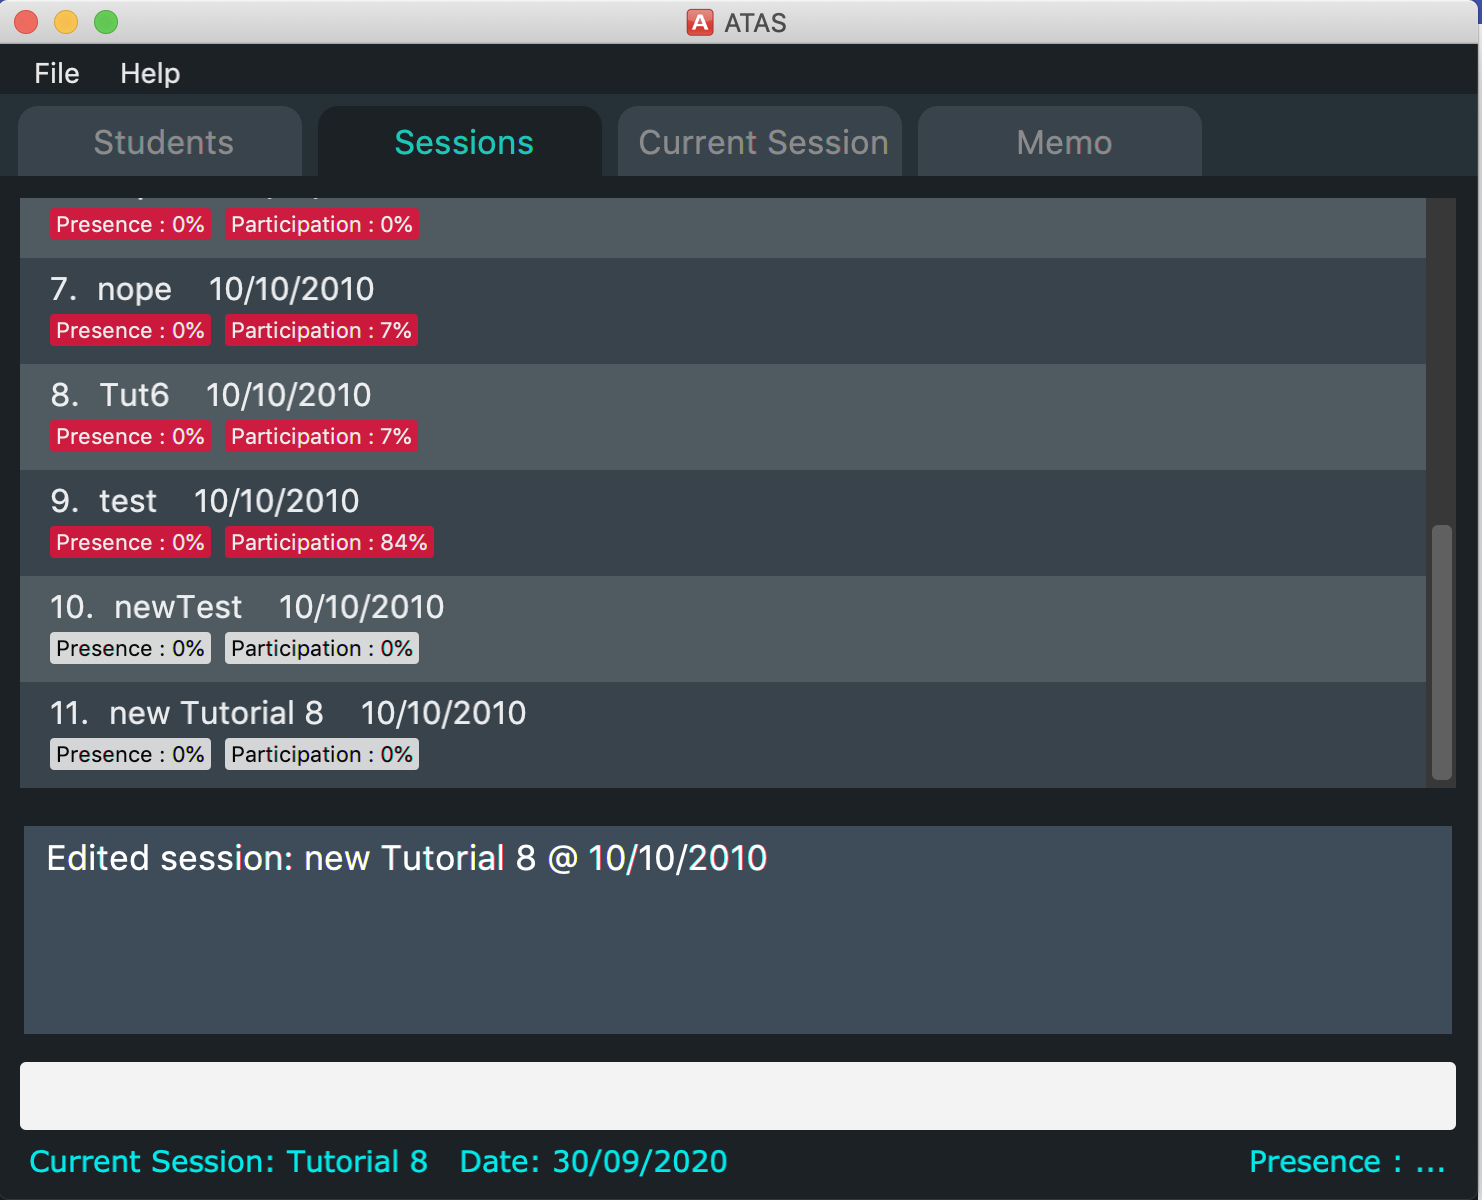 A ATAS
File Help
Students Sessions Current Session Memo
Presence : 0% Participation : 0%
7. nope 10/10/2010
Presence : 0% Participation : 7%
8. Tut6 10/10/2010
Presence : 0% Participation : 7%
9. test 10/10/2010
Presence : 0% Participation : 84%
10. newTest 10/10/2010
Presence : 0% Participation : 0%
11. new Tutorial 8 10/10/2010
Presence : 0% Participation : 0%
Edited session: new Tutorial 8 @ 10/10/2010
Current Session: Tutorial 8 Date: 30/09/2020 Presence : ...